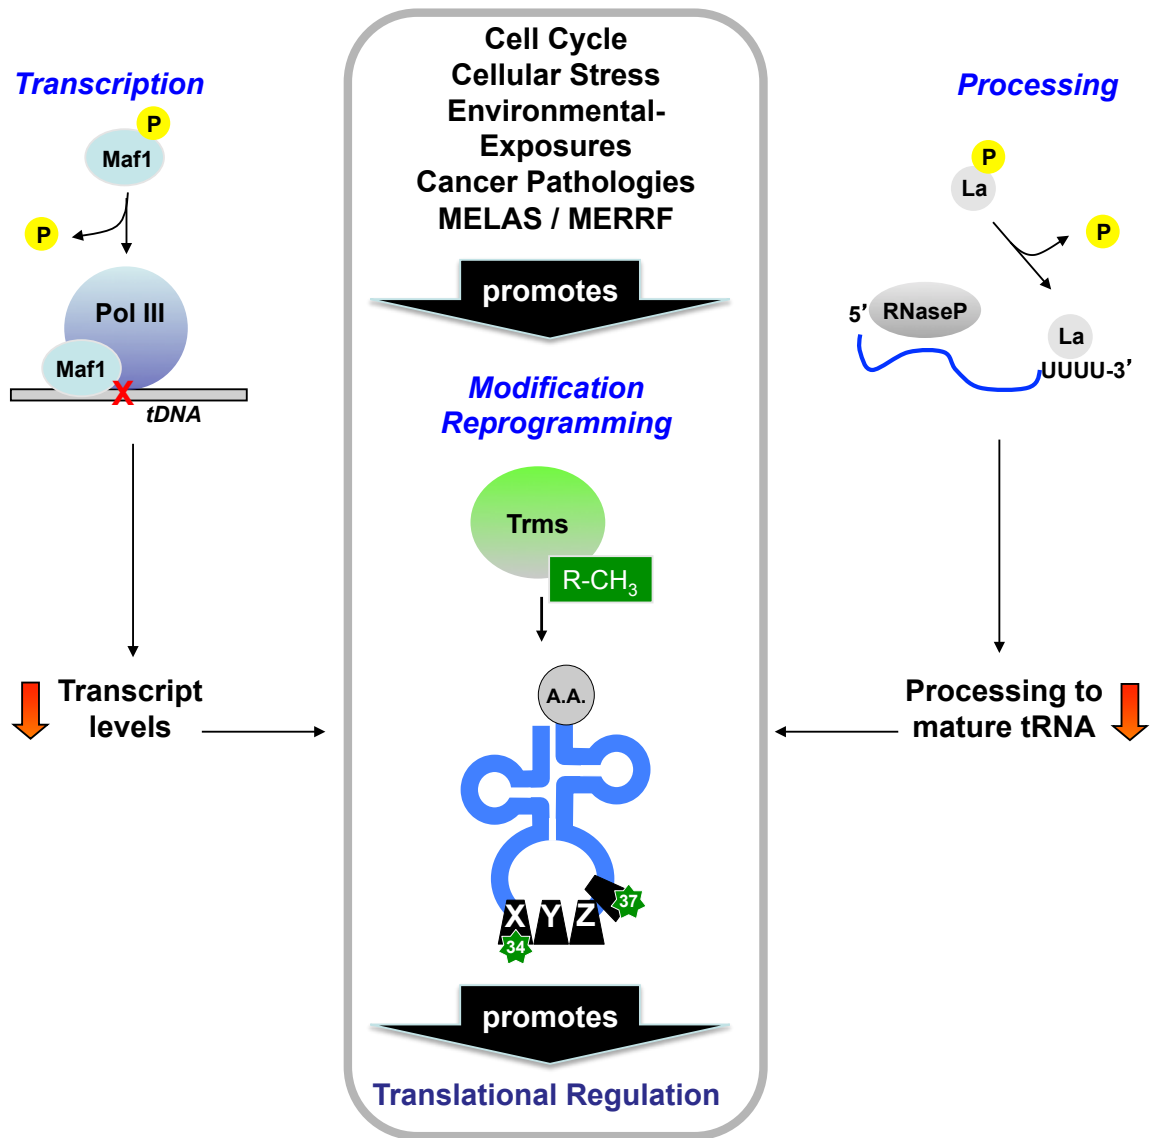 Transcription
P
Maf1
P
Pol III
Maf1
X
tDNA
Transcript
levels
Cell Cycle
Cellular Stress
Environmental-
Exposures
Cancer Pathologies
MELAS / MERRF
promotes
Modification
Reprogramming
Trms
R-CH₃
A.A.
X Y Z
37
34
promotes
Translational Regulation
Processing
P
La
P
5’ RNaseP
La
UUUU-3’
Processing to
mature tRNA